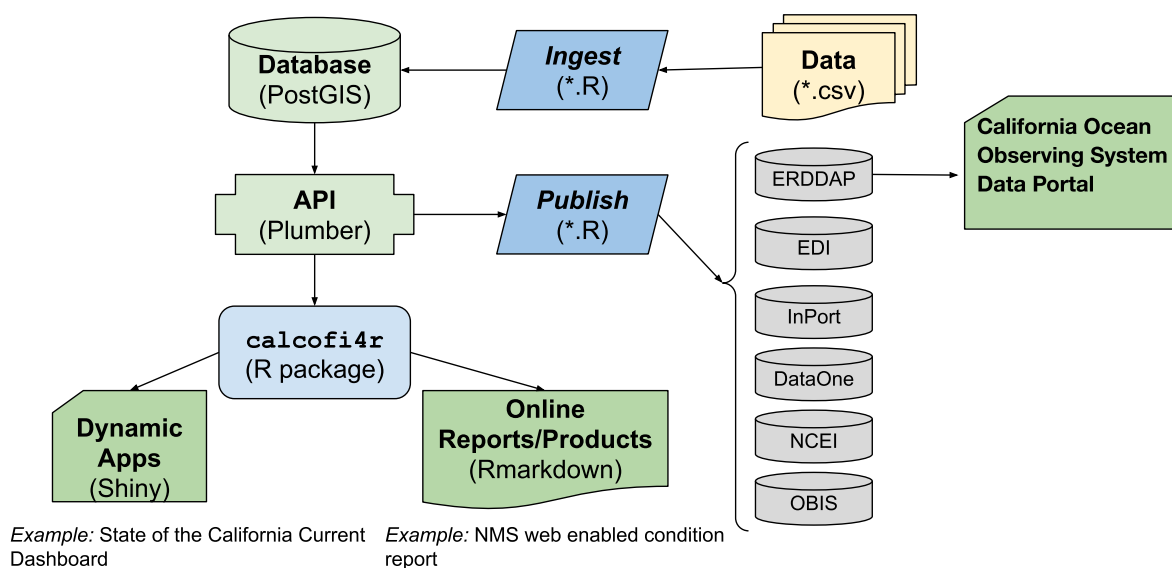 Database
(PostGIS)
Ingest
(*.R)
Data
(*.csv)
California Ocean
Observing System
Data Portal
API
(Plumber)
Publish
(*.R)
ERDDAP
EDI
InPort
DataOne
NCEI
OBIS
calcofi4r
(R package)
Dynamic
Apps
(Shiny)
Online
Reports/Products
(Rmarkdown)
Example: State of the California Current
Dashboard
Example: NMS web enabled condition
report